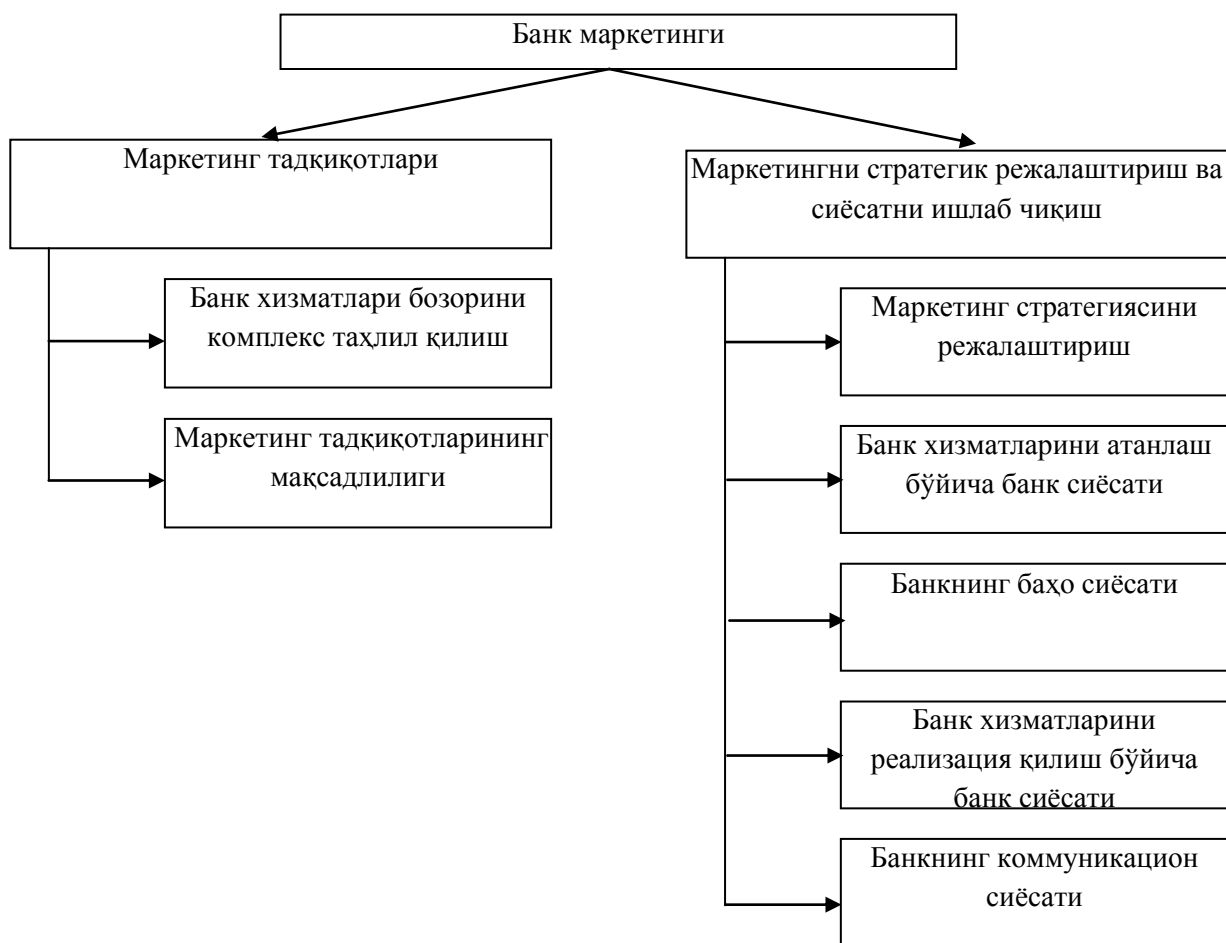 Банк маркетинги
Маркетинг тадқиқотлари
Банк хизматлари бозорини
комплекс таҳлил қилиш
Маркетинг тадқиқотларининг
мақсадлилиги
Маркетингни стратегик режалаштириш ва
сиёсатни ишлаб чиқиш
Маркетинг стратегиясини
режалаштириш
Банк хизматларини атанлаш
бўйича банк сиёсати
Банкнинг баҳо сиёсати
Банк хизматларини
реализация қилиш бўйича
банк сиёсати
Банкнинг коммуникацион
сиёсати